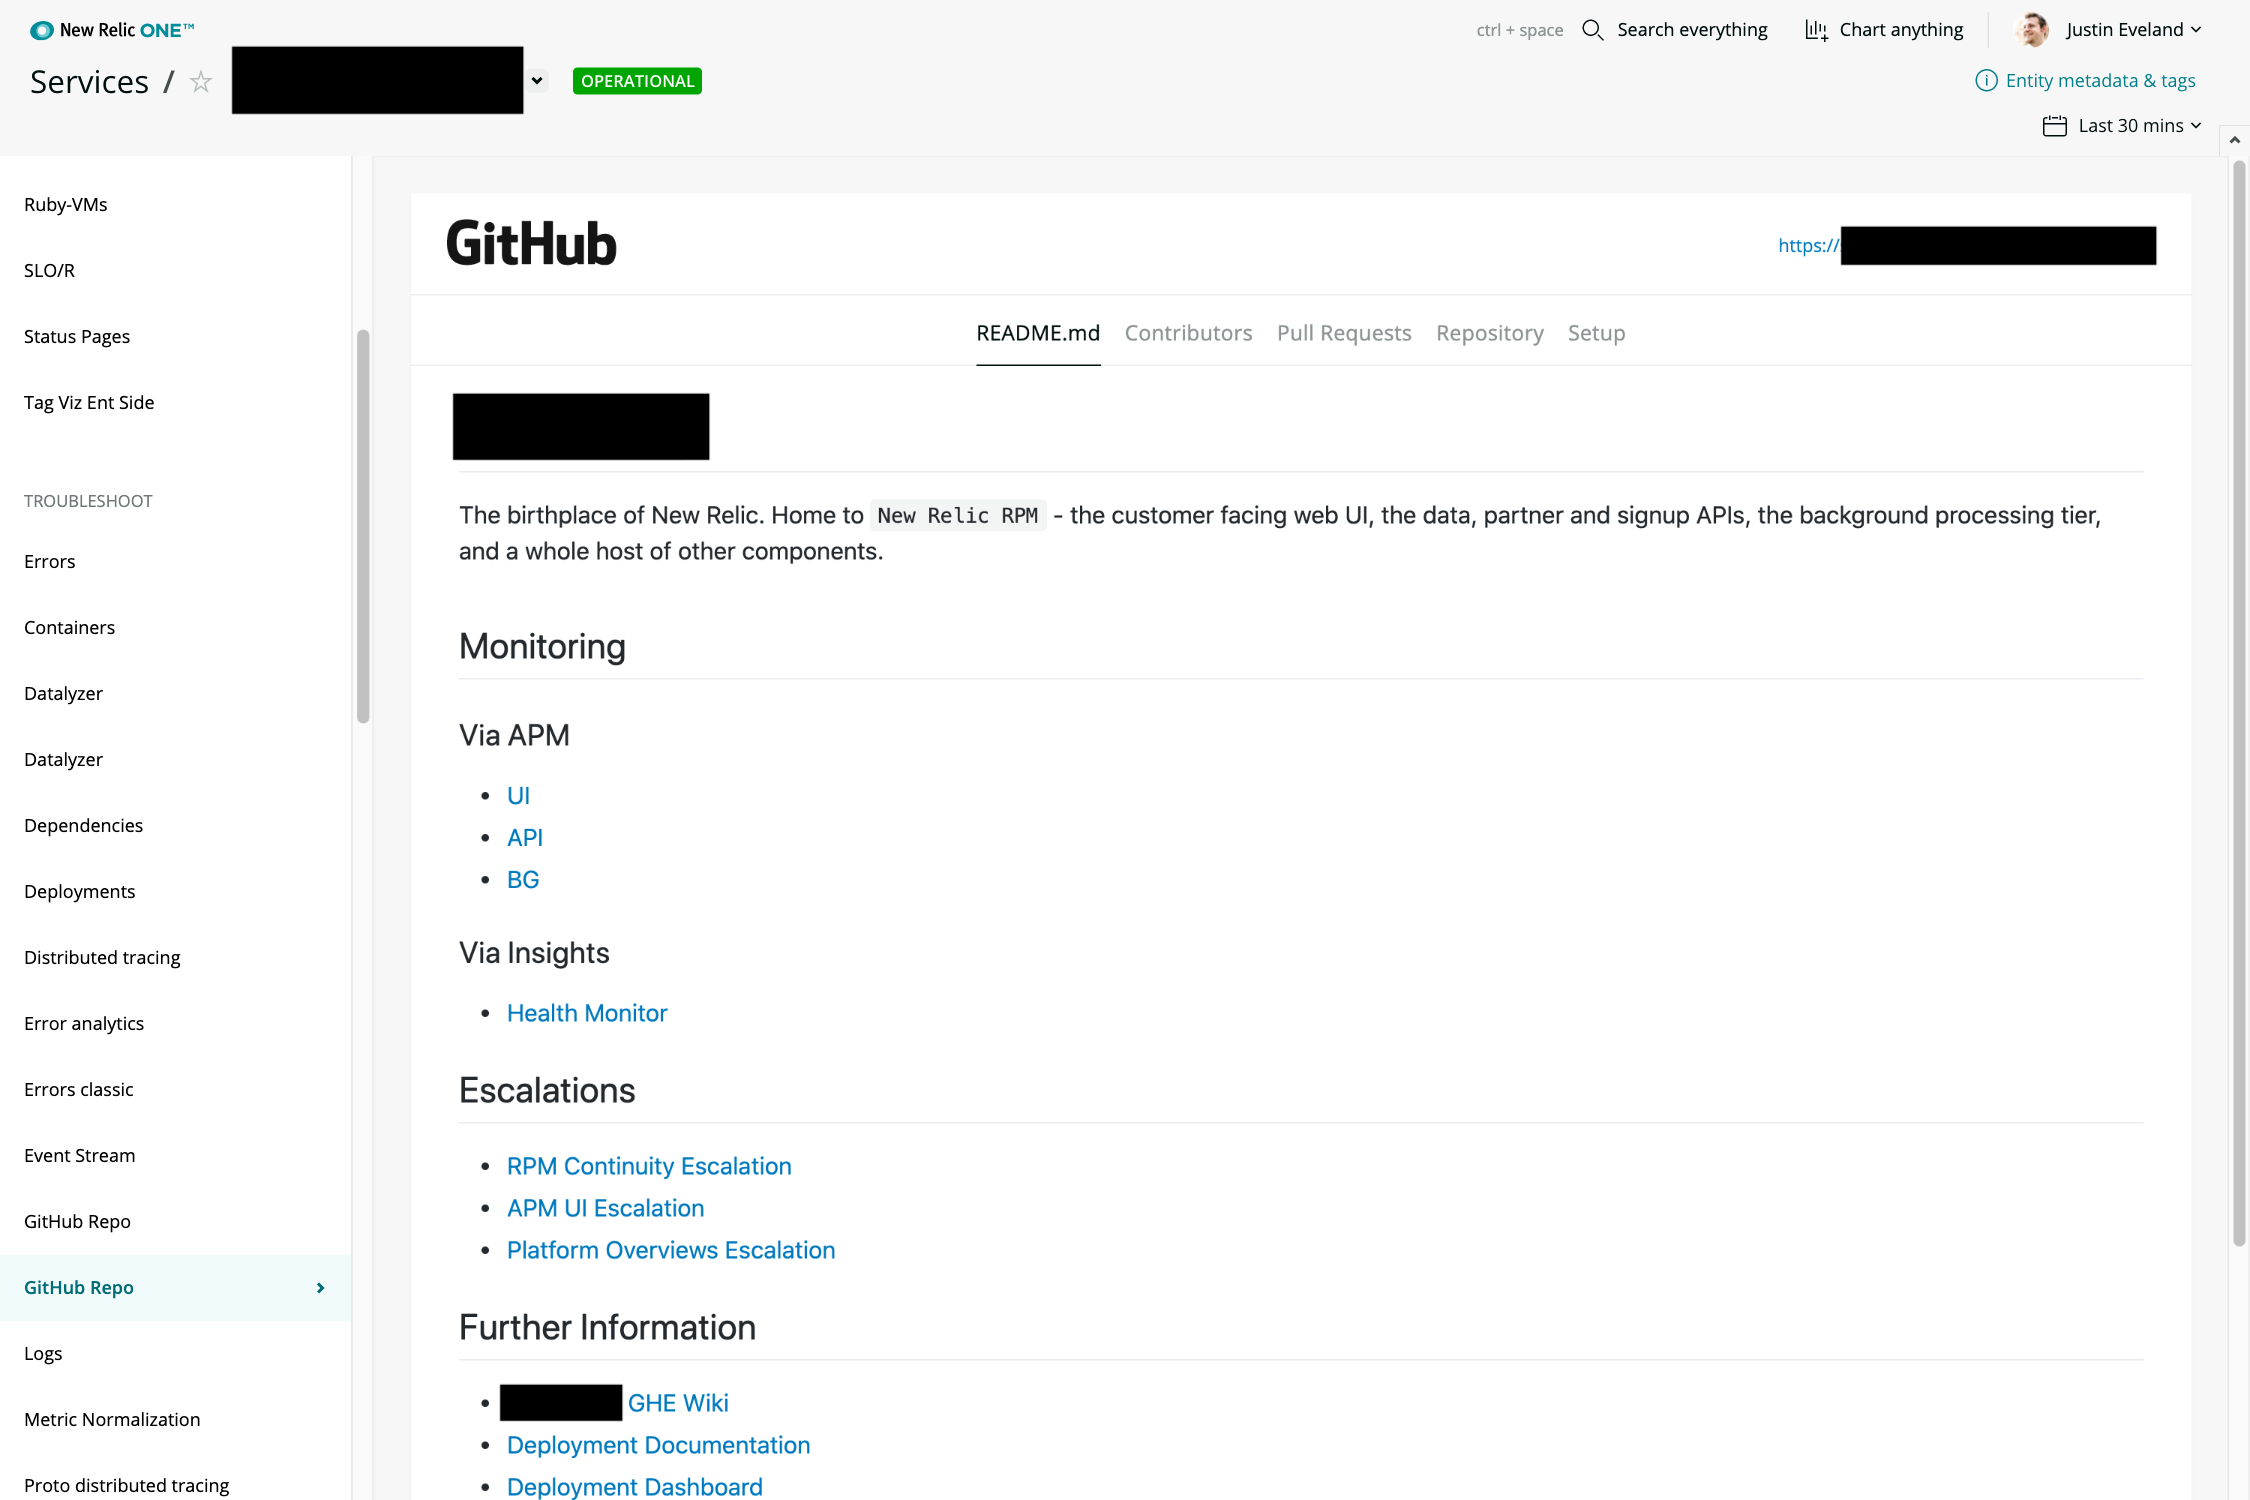 New Relic ONE™
ctrl + space
Search everything
Chart anything
Justin Eveland
Services /
OPERATIONAL
Entity metadata & tags
Last 30 mins
Ruby-VMs
SLO/R
Status Pages
Tag Viz Ent Side
TROUBLESHOOT
Errors
Containers
Datalyzer
Datalyzer
Dependencies
Deployments
Distributed tracing
Error analytics
Errors classic
Event Stream
GitHub Repo
GitHub Repo
Logs
Metric Normalization
Proto distributed tracing
GitHub
https://
README.md Contributors Pull Requests Repository Setup
The birthplace of New Relic. Home to New Relic RPM - the customer facing web UI, the data, partner and signup APIs, the background processing tier,
and a whole host of other components.
Monitoring
Via APM
• UI
• API
• BG
Via Insights
• Health Monitor
Escalations
• RPM Continuity Escalation
• APM UI Escalation
• Platform Overviews Escalation
Further Information
• GHE Wiki
• Deployment Documentation
• Deployment Dashboard